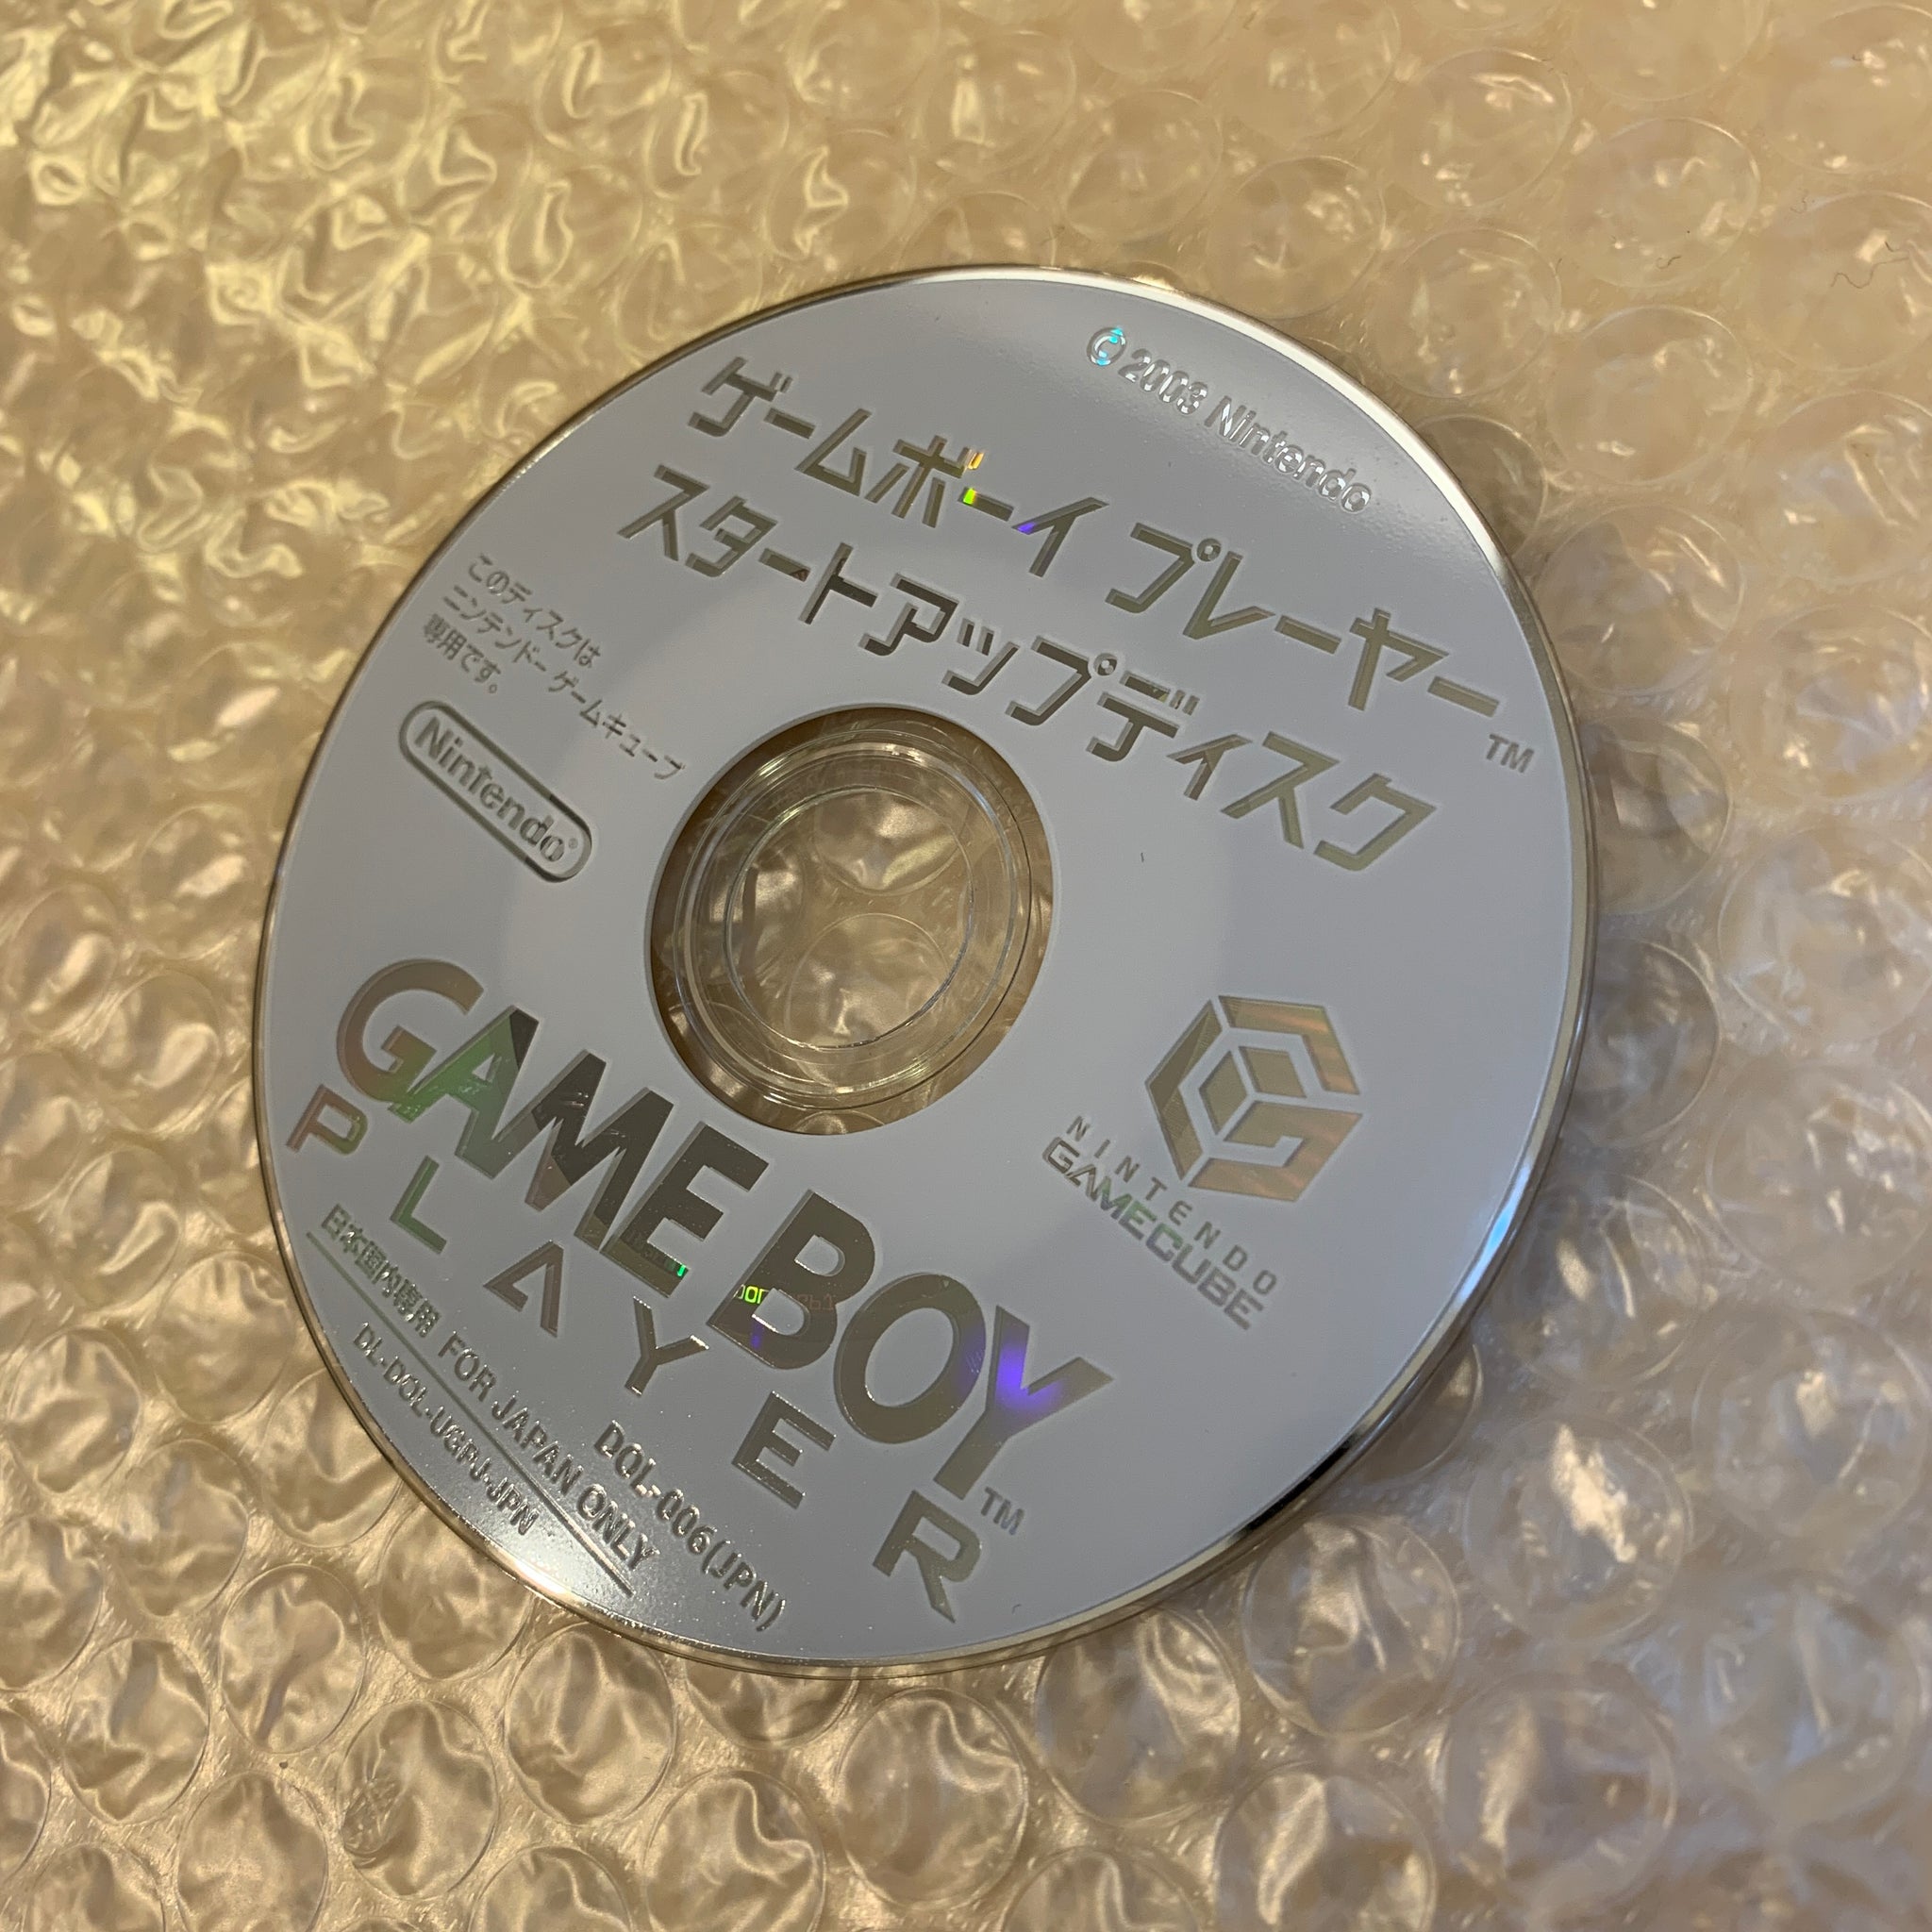 © 2003 Nintendo
ゲームボーイ プレーヤー™
スタートアップディスク
このディスクは
ニンテンドー ゲームキューブ
専用です。
Nintendo®
NINTENDO
GAMECUBE
GAME BOY™
PLAYER
DOL-006(JPN)
日本国内専用 FOR JAPAN ONLY
DL-DOL-UGPJ-JPN